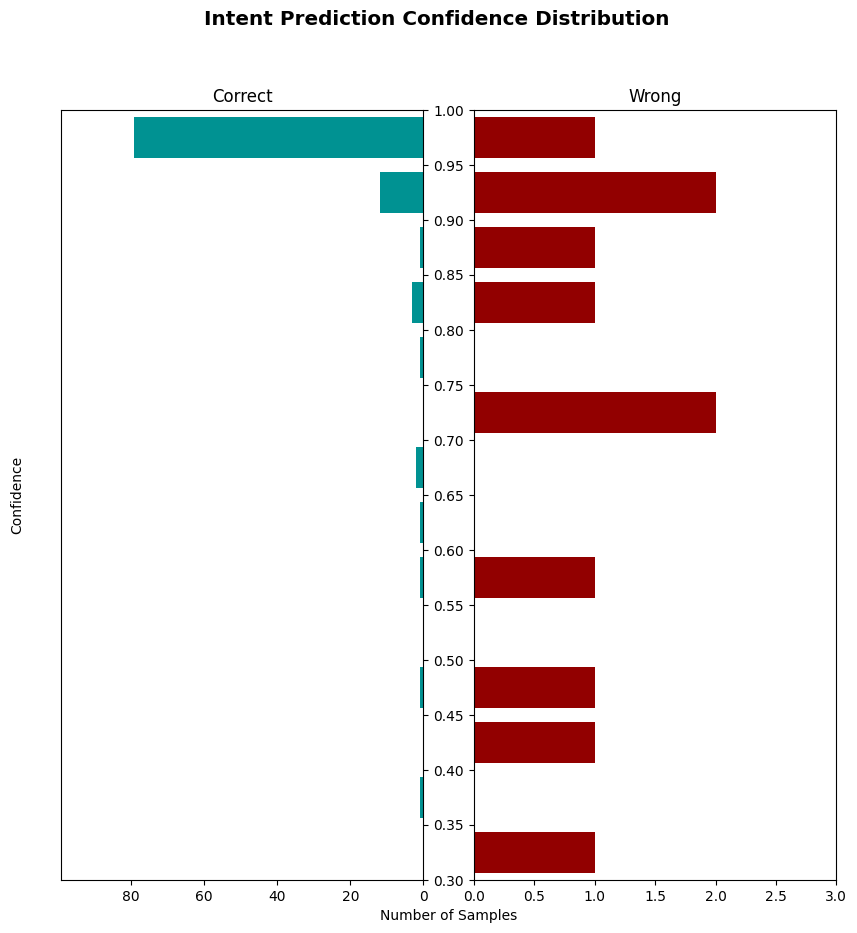 Intent Prediction Confidence Distribution
Correct
Wrong
1.00
0.95
0.90
0.85
0.80
0.75
0.70
0.65
0.60
0.55
0.50
0.45
0.40
0.35
0.30
Confidence
80 60 40 20 0
0.0 0.5 1.0 1.5 2.0 2.5 3.0
Number of Samples